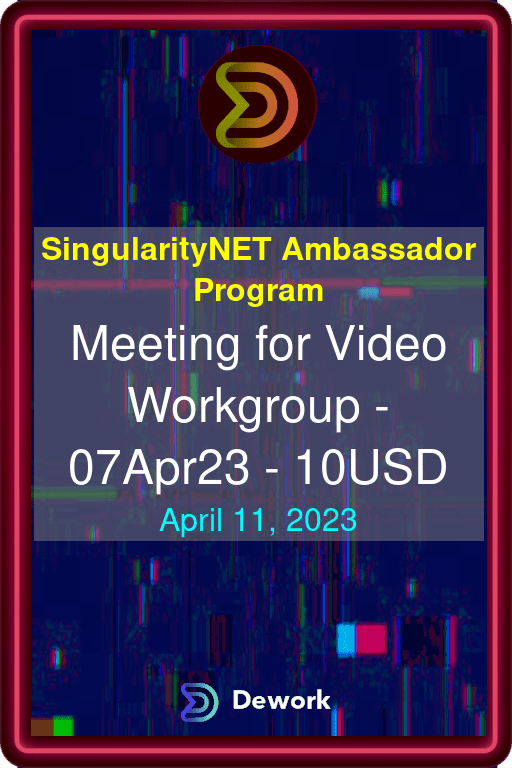 SingularityNET Ambassador
Program
Meeting for Video
Workgroup -
07Apr23 - 10USD
April 11, 2023
Dework